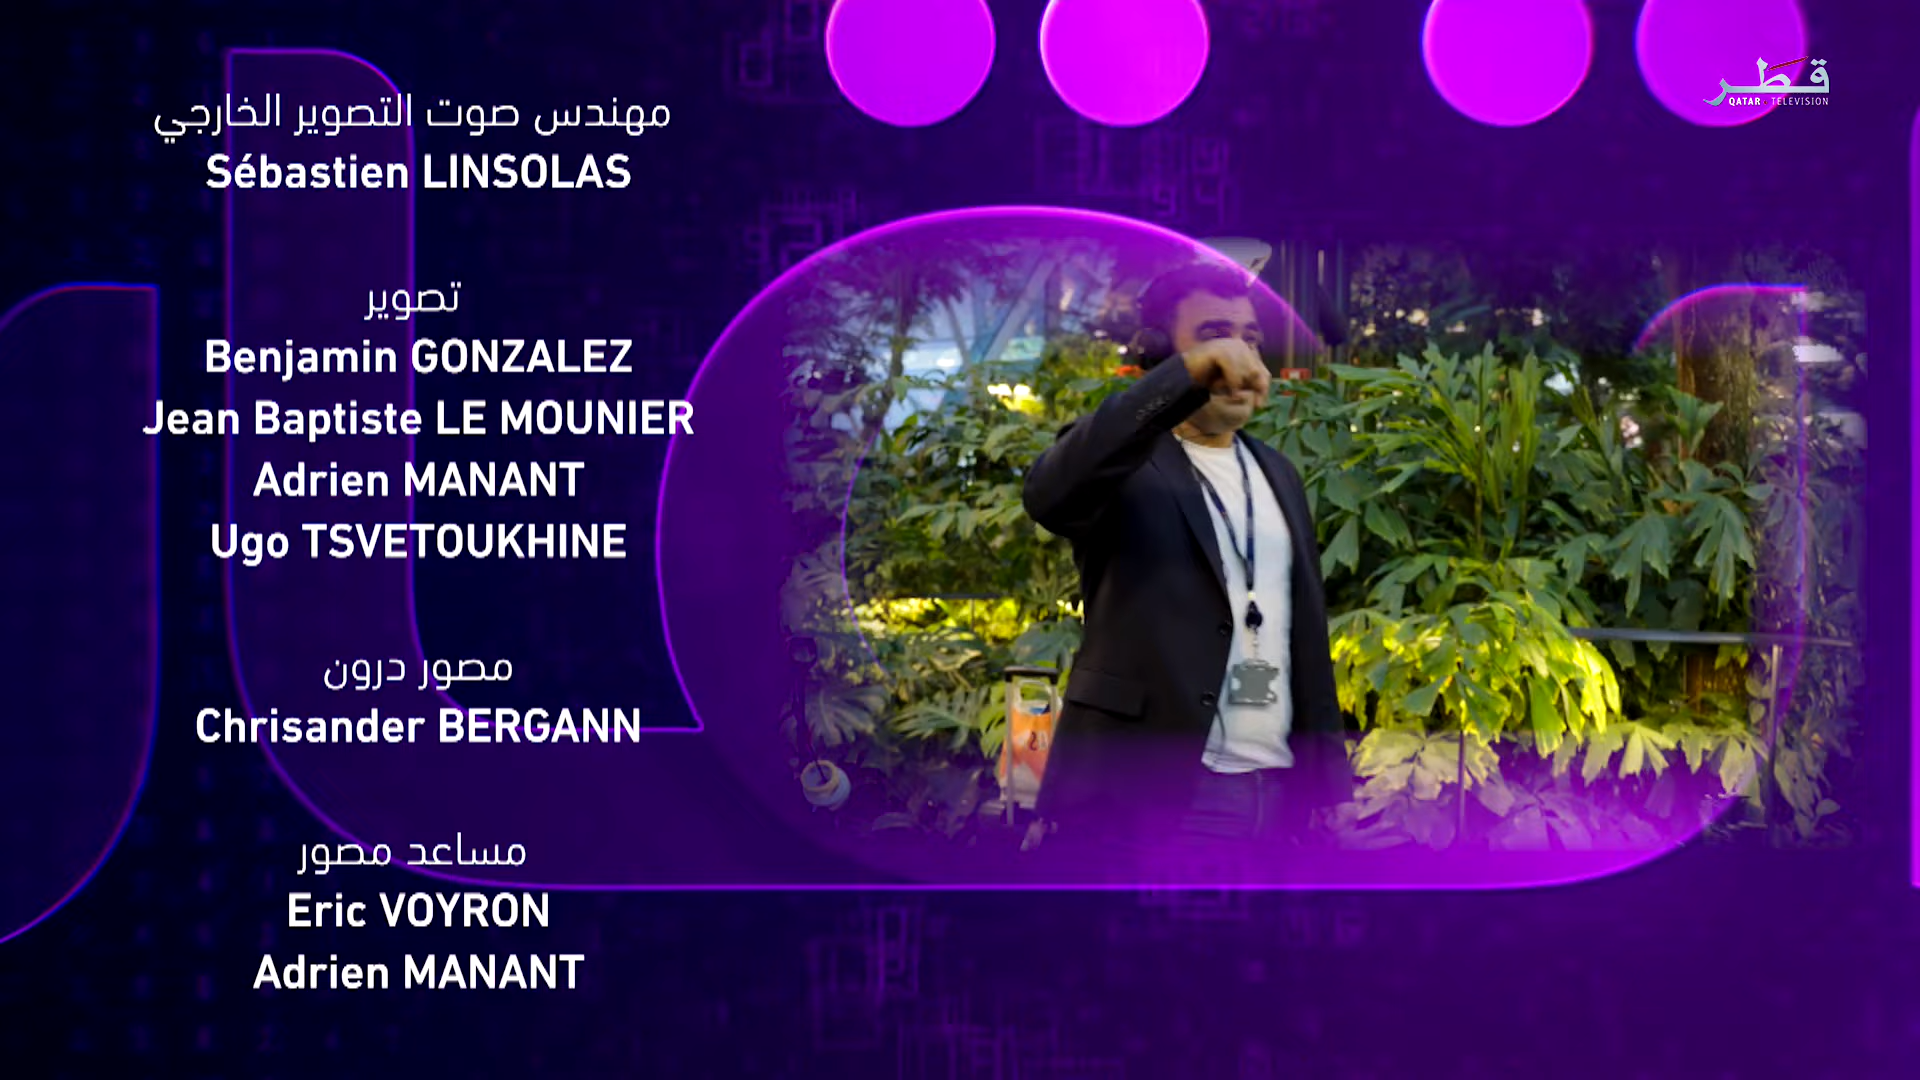 مهندس صوت التصوير الخارجي
Sébastien LINSOLAS
تصوير
Benjamin GONZALEZ
Jean Baptiste LE MOUNIER
Adrien MANANT
Ugo TSVETOUKHINE
مصور درون
Chrisander BERGANN
مساعد مصور
Eric VOYRON
Adrien MANANT
قطر
QATAR TELEVISION